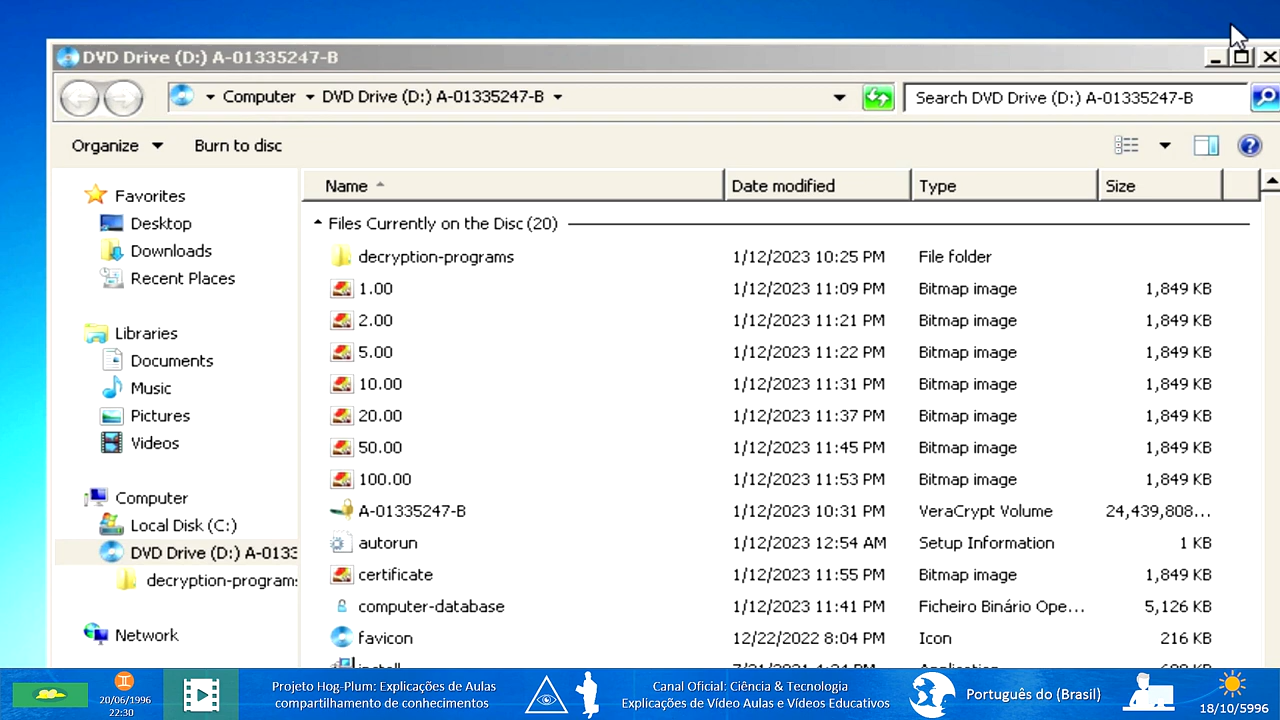 DVD Drive (D:) A-01335247-B
Computer DVD Drive (D:) A-01335247-B Search DVD Drive (D:) A-01335247-B
Organize Burn to disc
Favorites
Desktop
Downloads
Recent Places
Libraries
Documents
Music
Pictures
Videos
Computer
Local Disk (C:)
DVD Drive (D:) A-0133
decryption-programs
Network
Name Date modified Type Size
Files Currently on the Disc (20)
decryption-programs 1/12/2023 10:25 PM File folder
1.00 1/12/2023 11:09 PM Bitmap image 1,849 KB
2.00 1/12/2023 11:21 PM Bitmap image 1,849 KB
5.00 1/12/2023 11:22 PM Bitmap image 1,849 KB
10.00 1/12/2023 11:31 PM Bitmap image 1,849 KB
20.00 1/12/2023 11:37 PM Bitmap image 1,849 KB
50.00 1/12/2023 11:45 PM Bitmap image 1,849 KB
100.00 1/12/2023 11:53 PM Bitmap image 1,849 KB
A-01335247-B 1/12/2023 10:31 PM VeraCrypt Volume 24,439,808...
autorun 1/12/2023 12:54 AM Setup Information 1 KB
certificate 1/12/2023 11:55 PM Bitmap image 1,849 KB
computer-database 1/12/2023 11:41 PM Ficheiro Binário Ope... 5,126 KB
favicon 12/22/2022 8:04 PM Icon 216 KB
20/06/1996
22:30
Projeto Hog-Plum: Explicações de Aulas
compartilhamento de conhecimentos
Canal Oficial: Ciência & Tecnologia
Explicações de Vídeo Aulas e Vídeos Educativos
Português do (Brasil)
18/10/5996